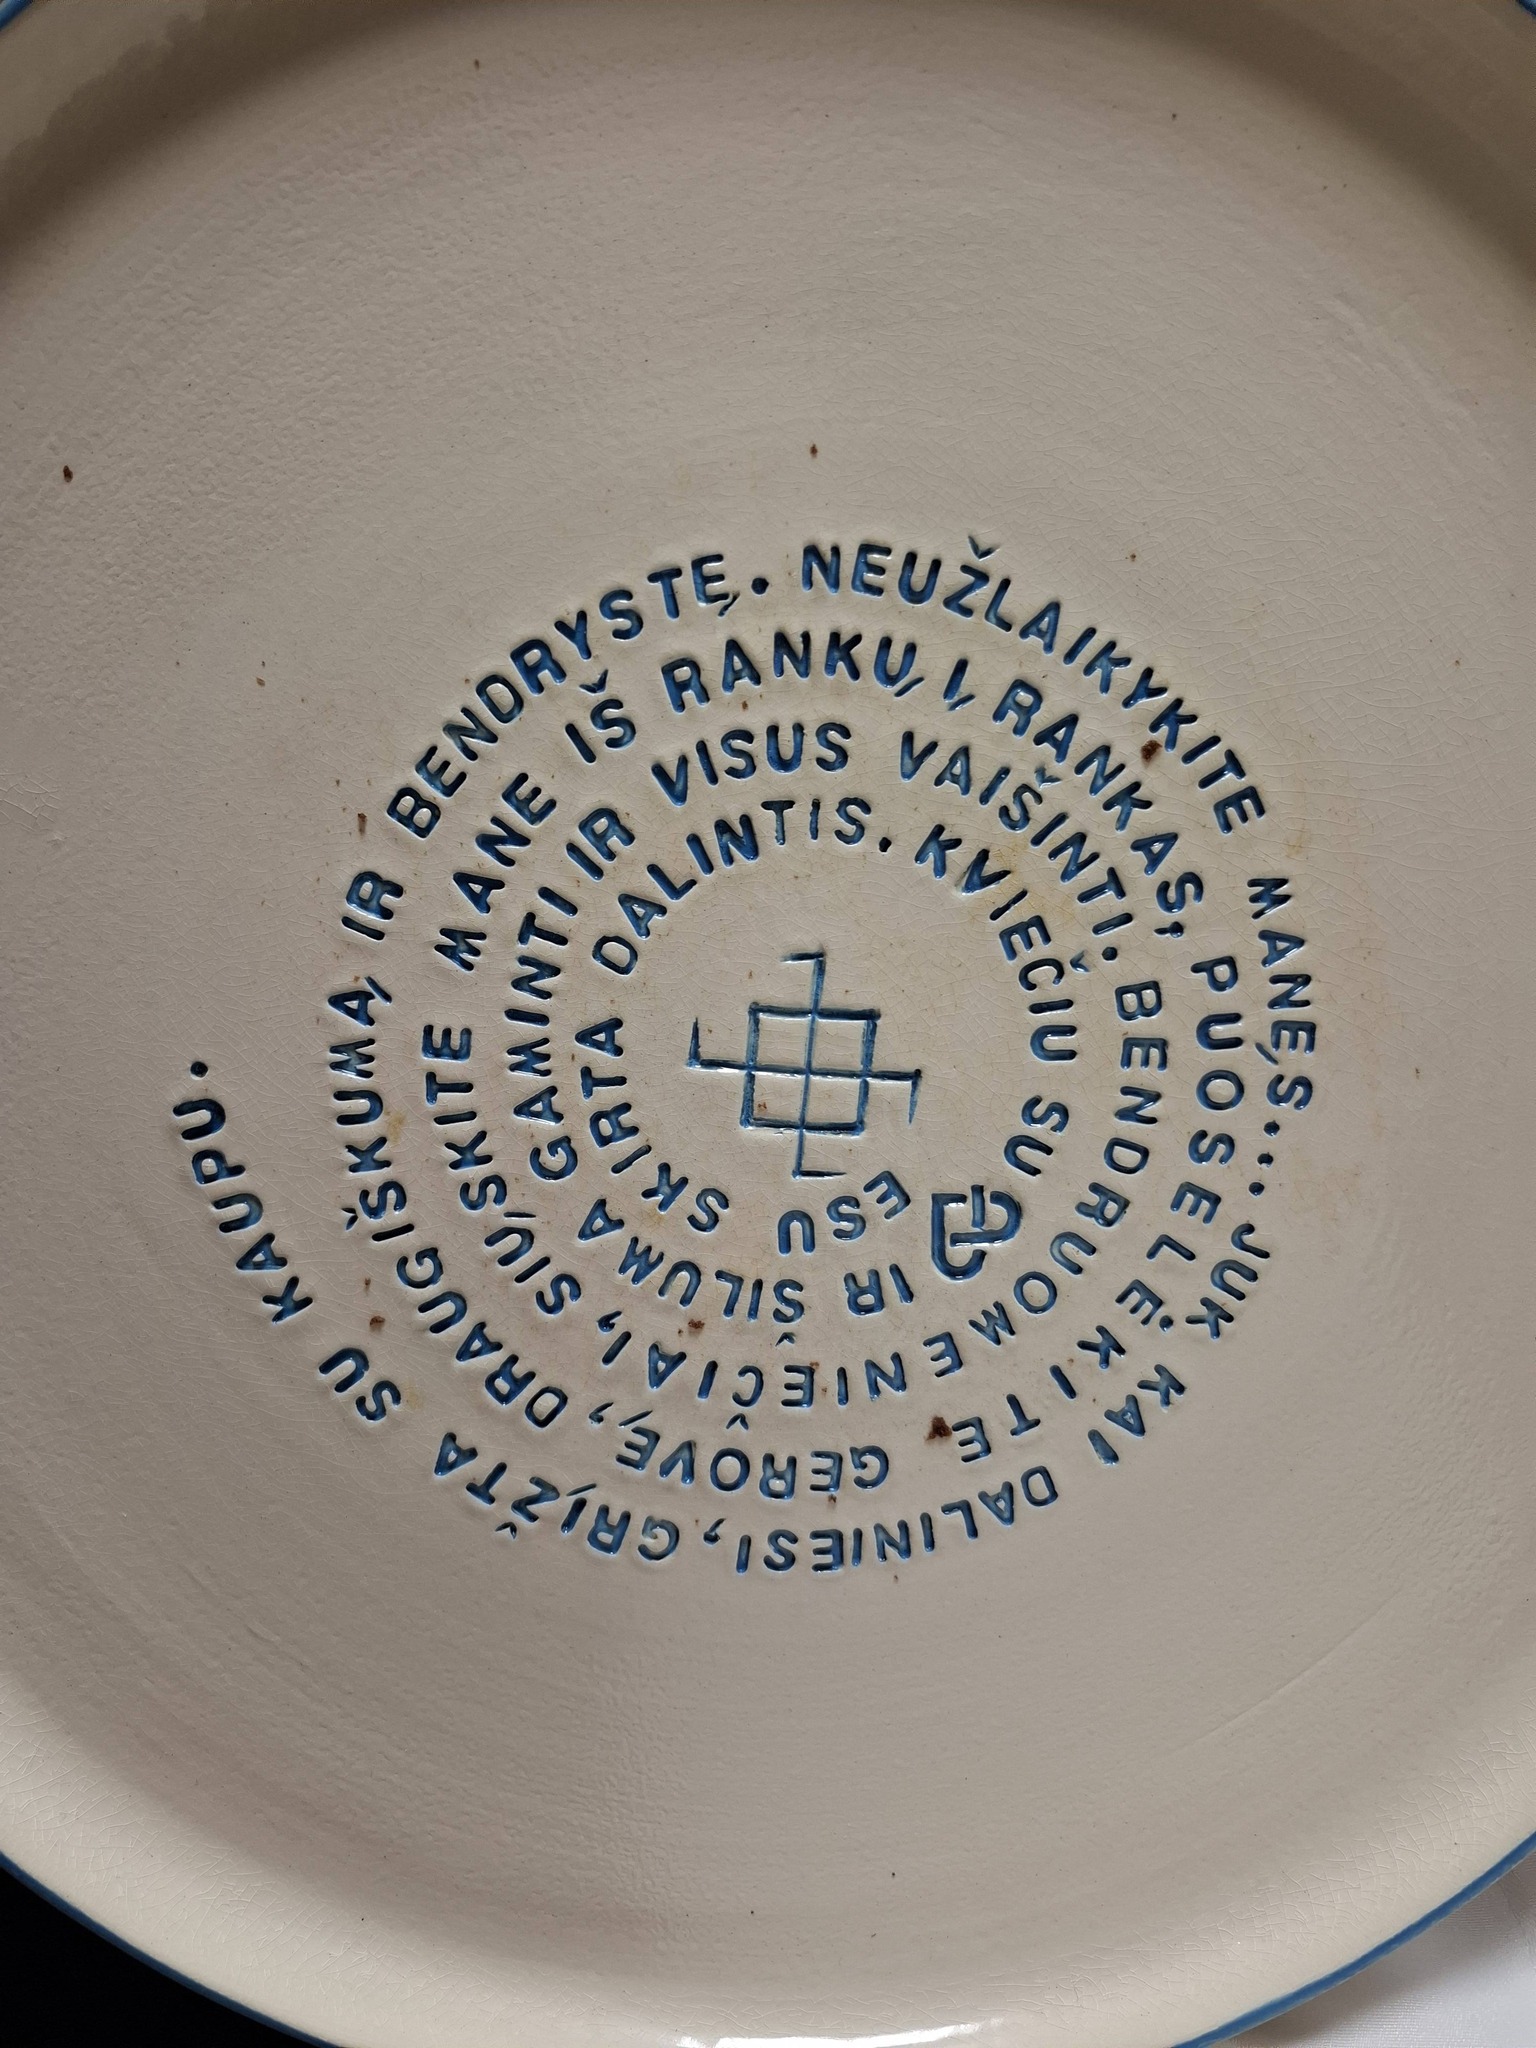 ESU SKIRTA DALINTIS. KVIEČIU SU IR ŠILUMA GAMINTI IR VISUS VAIŠINTI. BENDRUOMENIEČIAI, SIŲSKITE MANE IŠ RANKŲ Į RANKAS, PUOSELĖKITE GEROVĘ, DRAUGIŠKUMĄ IR BENDRYSTĘ. NEUŽLAIKYKITE MANĘS... JUK KAI DALINIESI, GRĮŽTA SU KAUPU.